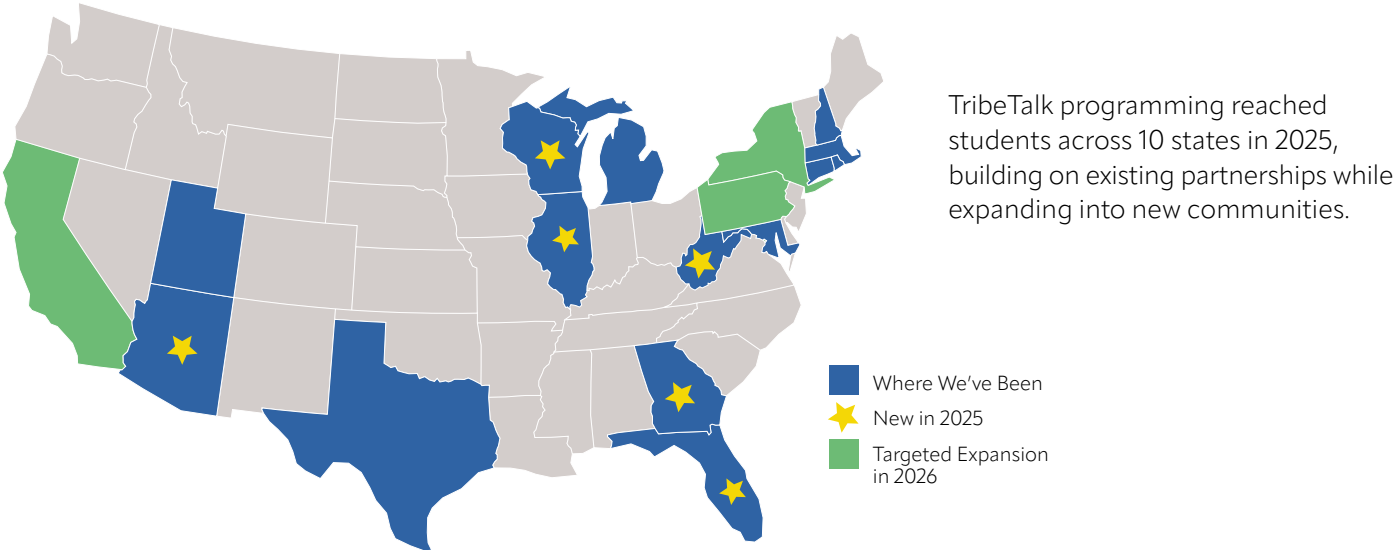 TribeTalk programming reached
students across 10 states in 2025,
building on existing partnerships while
expanding into new communities.
Where We’ve Been
New in 2025
Targeted Expansion
in 2026